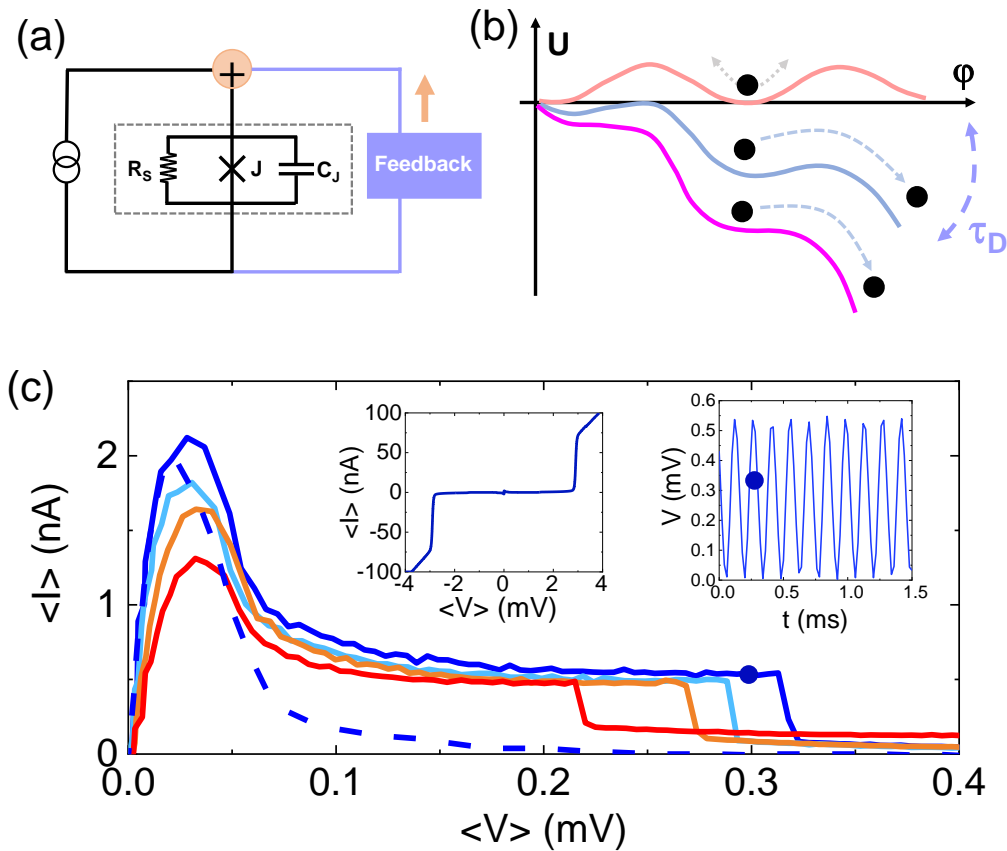 (a)
+
R_S
J
C_J
Feedback
(b)
U
φ
τ_D
(c)
<I> (nA)
2
1
0
0.0 0.1 0.2 0.3 0.4
<V> (mV)
<I> (nA)
100
50
0
-50
-100
-4 -2 0 2 4
<V> (mV)
V (mV)
0.6
0.5
0.4
0.3
0.2
0.1
0.0
0.0 0.5 1.0 1.5
t (ms)